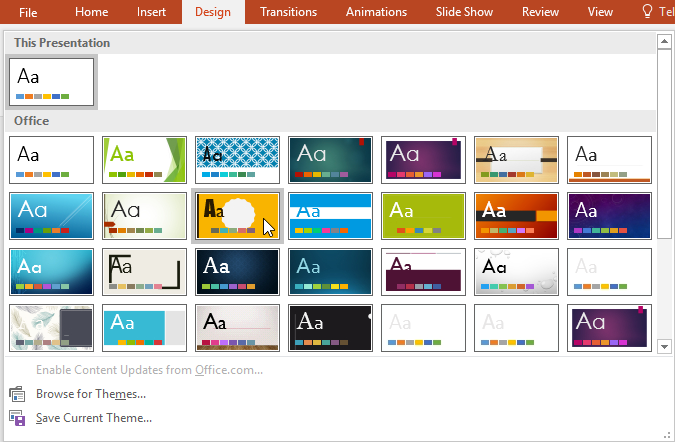 File Home Insert Design Transitions Animations Slide Show Review View Tel
This Presentation
Aa
Office
Aa Aa Aa Aa Aa Aa Aa
Aa Aa Aa Aa Aa Aa Aa
Aa Aa Aa Aa Aa Aa Aa
Aa Aa Aa Aa Aa Aa Aa
Enable Content Updates from Office.com...
Browse for Themes...
Save Current Theme...